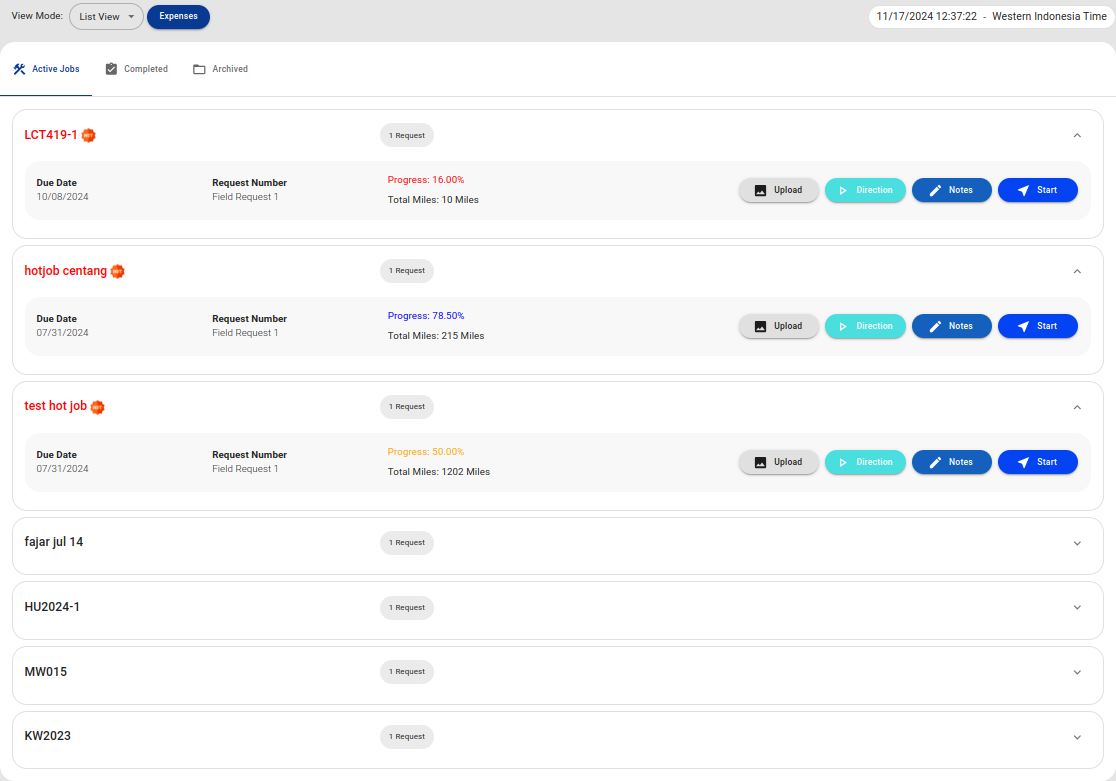 View Mode: List View Expenses 11/17/2024 12:37:22 - Western Indonesia Time
Active Jobs Completed Archived
LCT419-1 HOT 1 Request
Due Date Request Number Progress: 16.00%
10/08/2024 Field Request 1 Total Miles: 10 Miles Upload Direction Notes Start
hotjob centang HOT 1 Request
Due Date Request Number Progress: 78.50%
07/31/2024 Field Request 1 Total Miles: 215 Miles Upload Direction Notes Start
test hot job HOT 1 Request
Due Date Request Number Progress: 50.00%
07/31/2024 Field Request 1 Total Miles: 1202 Miles Upload Direction Notes Start
fajar jul 14 1 Request
HU2024-1 1 Request
MW015 1 Request
KW2023 1 Request